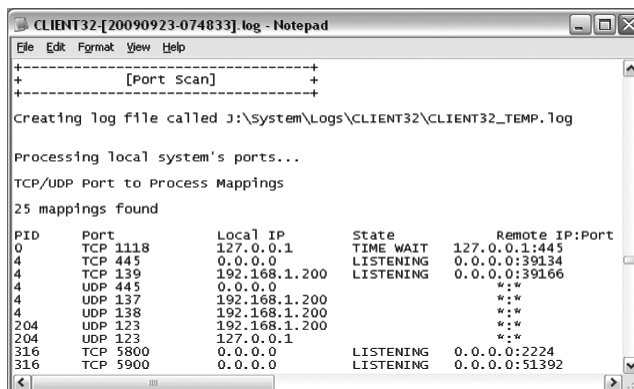 CLIENT32-[20090923-074833].log - Notepad
File Edit Format View Help
+-----------------------------------+
+ [Port Scan] +
+-----------------------------------+
Creating log file called J:\System\Logs\CLIENT32\CLIENT32_TEMP.log
Processing local system's ports...
TCP/UDP Port to Process Mappings
25 mappings found
PID Port Local IP State Remote IP:Port
0 TCP 1118 127.0.0.1 TIME WAIT 127.0.0.1:445
4 TCP 445 0.0.0.0 LISTENING 0.0.0.0:39134
4 TCP 139 192.168.1.200 LISTENING 0.0.0.0:39166
4 UDP 445 0.0.0.0 *:*
4 UDP 137 192.168.1.200 *:*
4 UDP 138 192.168.1.200 *:*
204 UDP 123 192.168.1.200 *:*
204 UDP 123 127.0.0.1 *:*
316 TCP 5800 0.0.0.0 LISTENING 0.0.0.0:2224
316 TCP 5900 0.0.0.0 LISTENING 0.0.0.0:51392